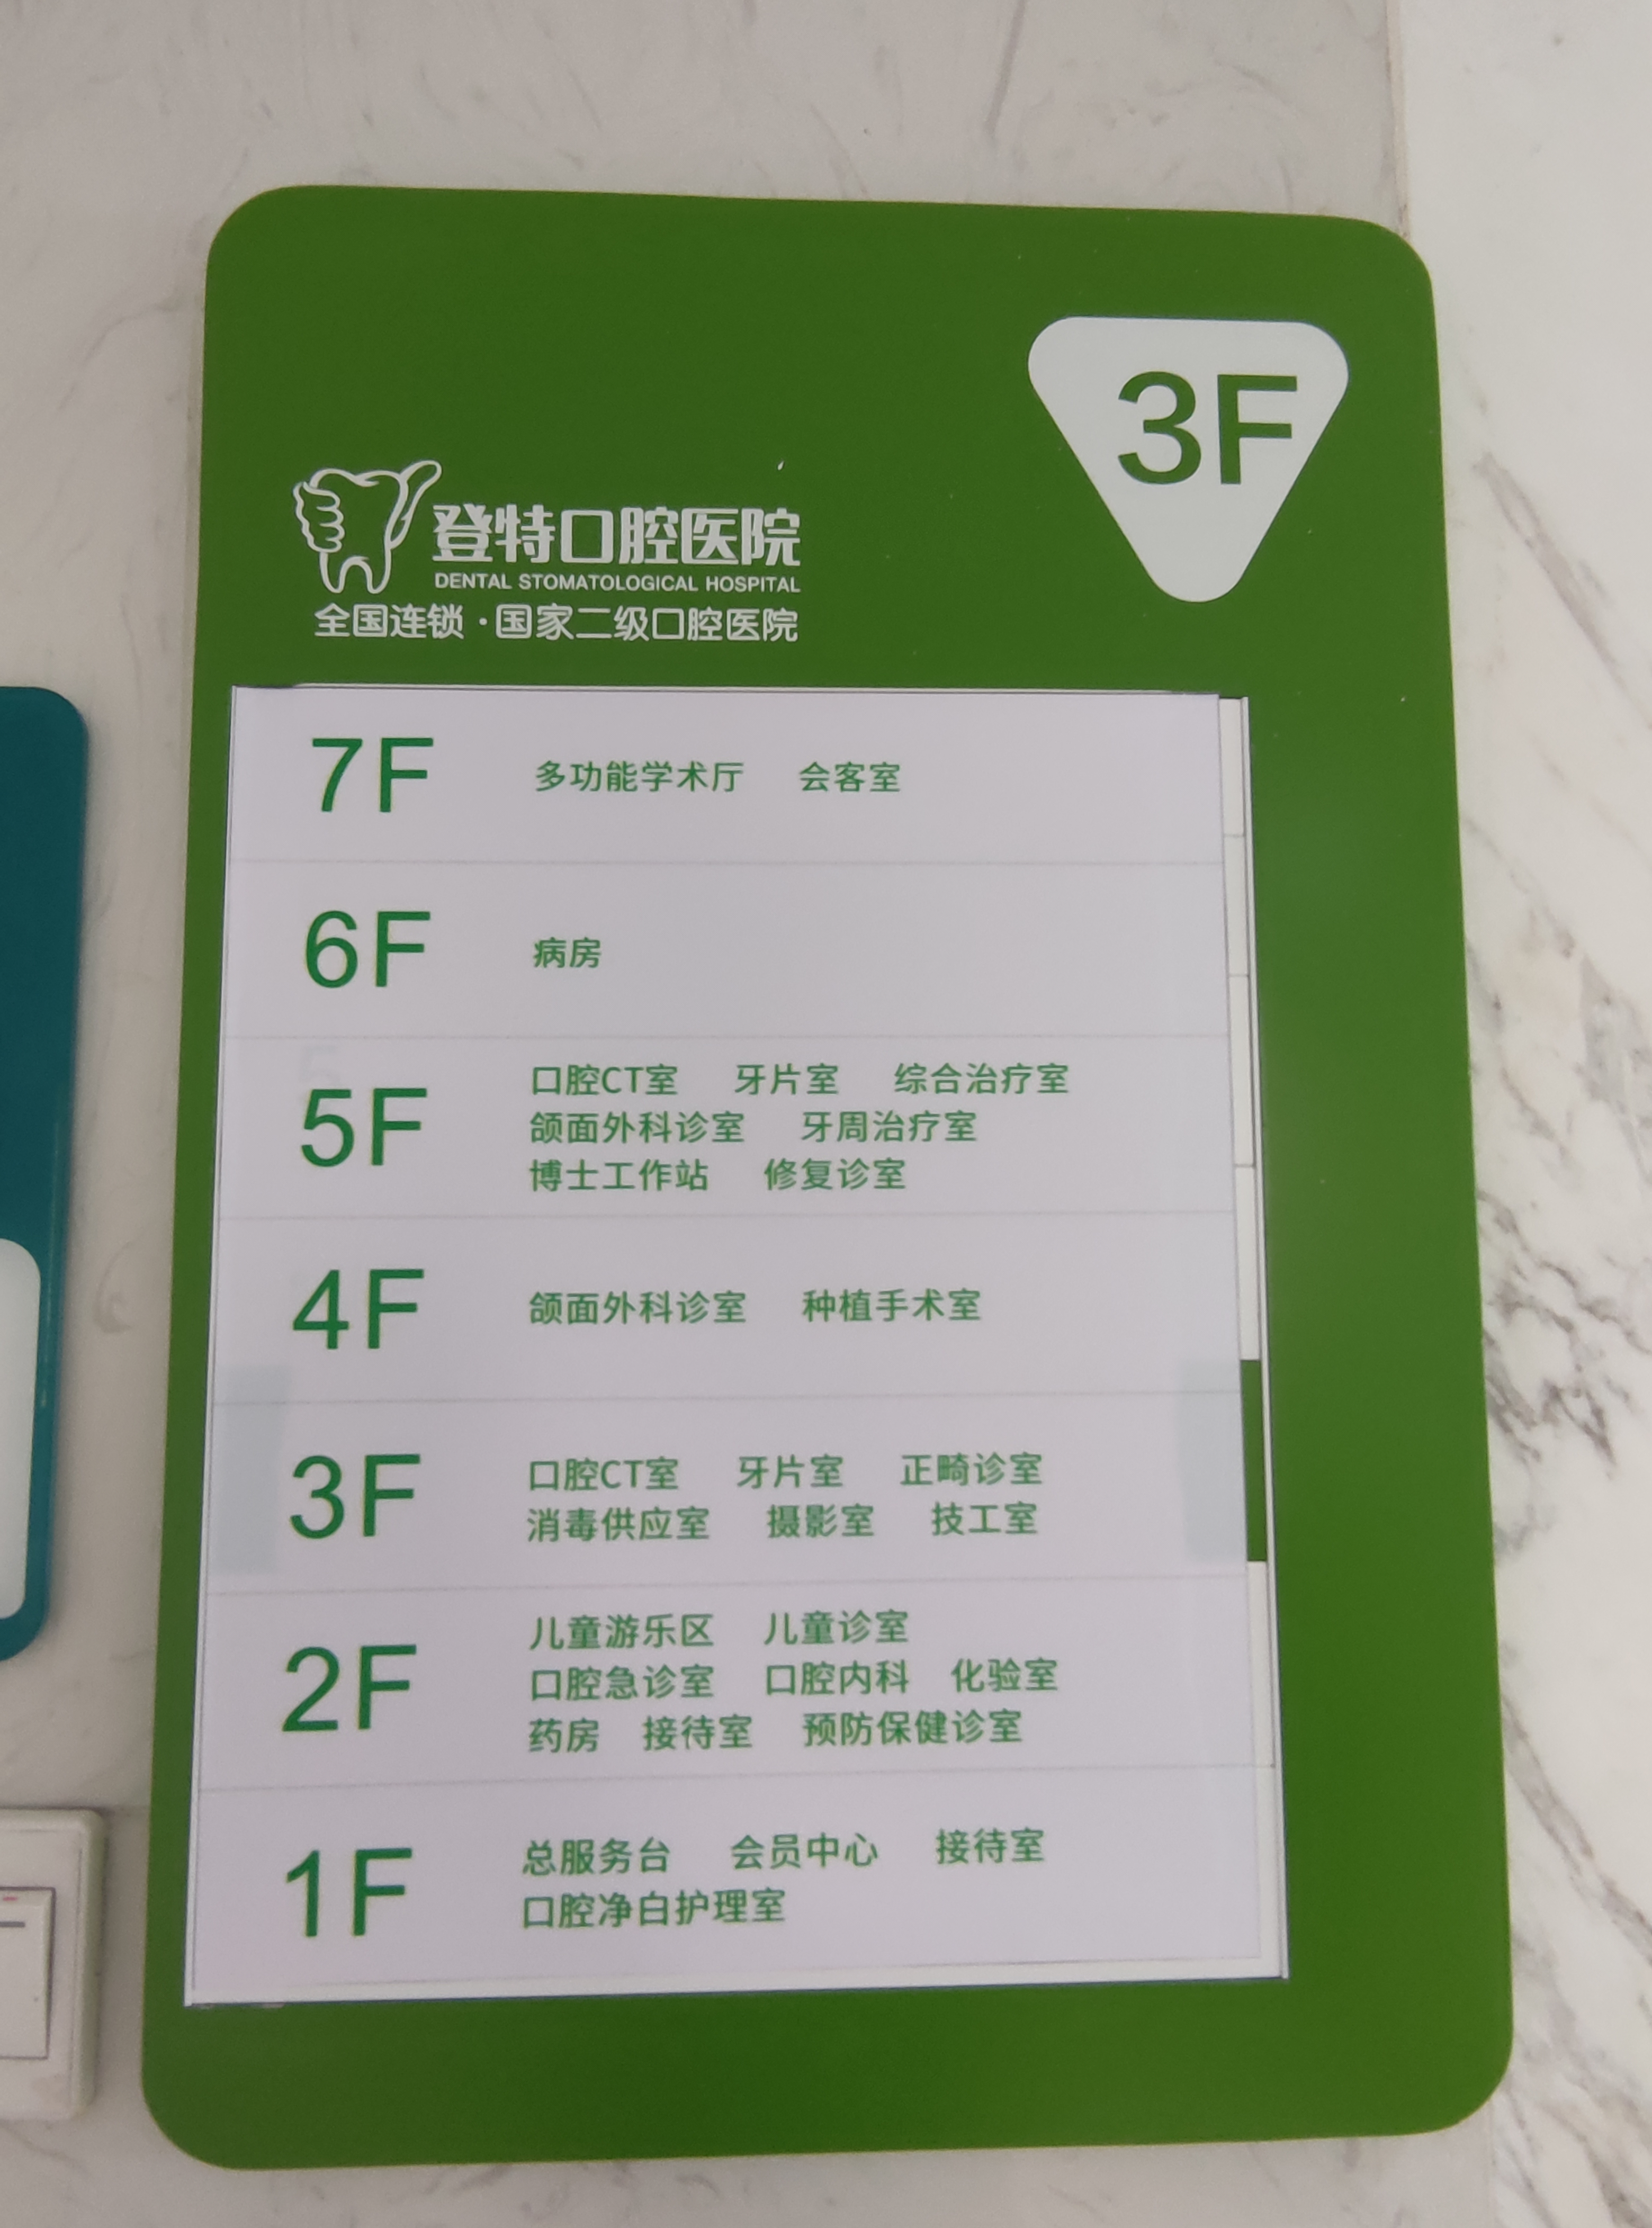 3F
登特口腔医院
DENTAL STOMATOLOGICAL HOSPITAL
全国连锁·国家二级口腔医院
7F 多功能学术厅 会客室
6F 病房
5F 口腔CT室 牙片室 综合治疗室
颌面外科诊室 牙周治疗室
博士工作站 修复诊室
4F 颌面外科诊室 种植手术室
3F 口腔CT室 牙片室 正畸诊室
消毒供应室 摄影室 技工室
2F 儿童游乐区 儿童诊室
口腔急诊室 口腔内科 化验室
药房 接待室 预防保健诊室
1F 总服务台 会员中心 接待室
口腔净白护理室